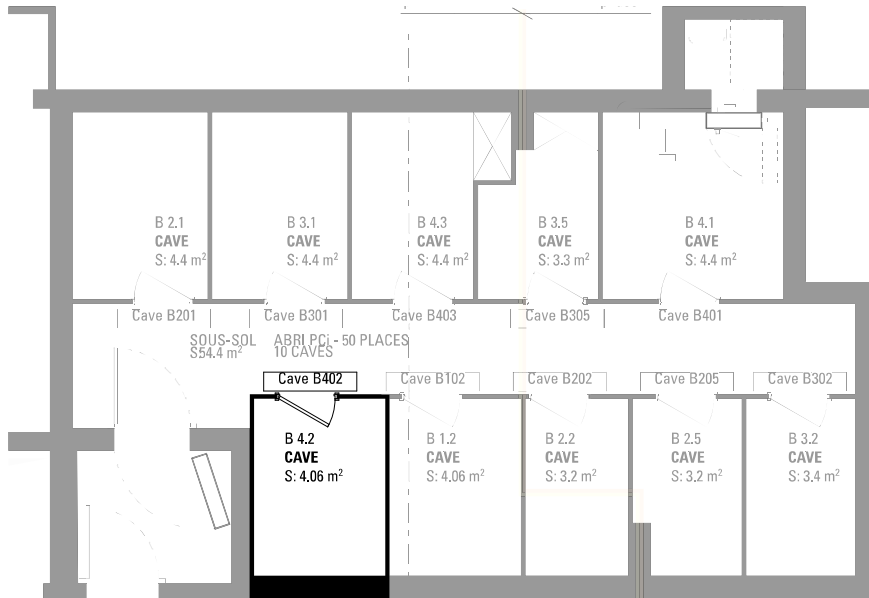 B 2.1
CAVE
S: 4.4 m²
B 3.1
CAVE
S: 4.4 m²
B 4.3
CAVE
S: 4.4 m²
B 3.5
CAVE
S: 3.3 m²
B 4.1
CAVE
S: 4.4 m²
Cave B201
Cave B301
Cave B403
Cave B305
Cave B401
SOUS-SOL ABRI PCi - 50 PLACES
S54.4 m² 10 CAVES
Cave B402
Cave B102
Cave B202
Cave B205
Cave B302
B 4.2
CAVE
S: 4.06 m²
B 1.2
CAVE
S: 4.06 m²
B 2.2
CAVE
S: 3.2 m²
B 2.5
CAVE
S: 3.2 m²
B 3.2
CAVE
S: 3.4 m²